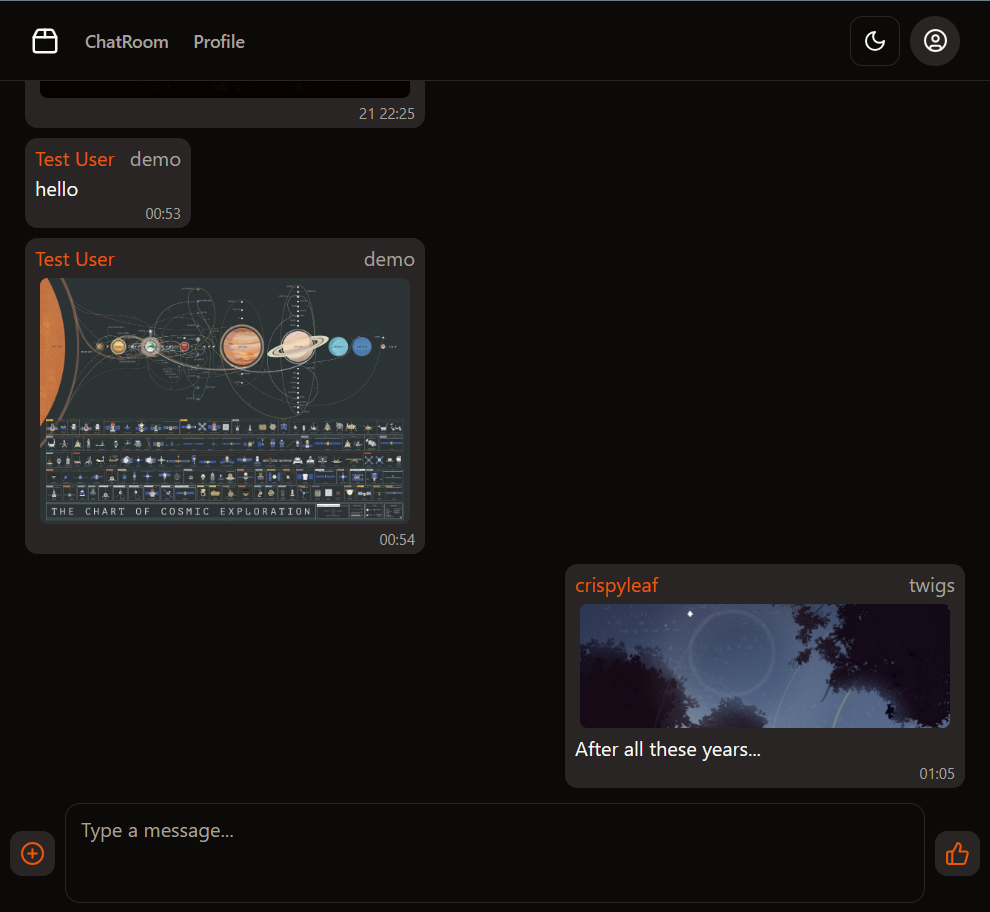 ChatRoom Profile
21 22:25
Test User demo
hello
00:53
Test User demo
THE CHART OF COSMIC EXPLORATION
00:54
crispyleaf twigs
After all these years...
01:05
Type a message...